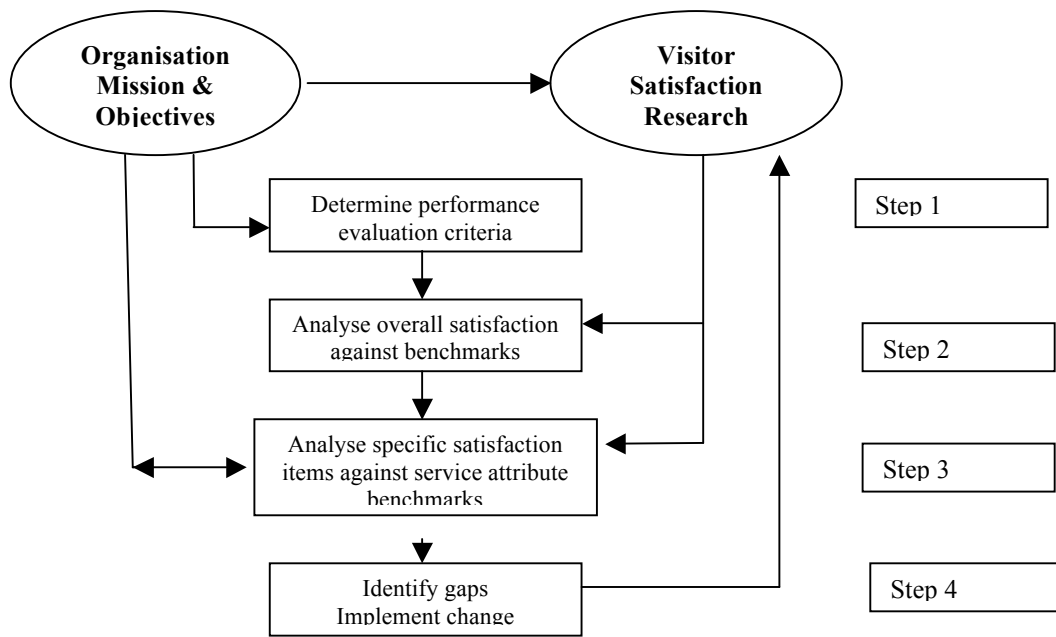 Organisation
Mission &
Objectives
Visitor
Satisfaction
Research
Determine performance
evaluation criteria
Step 1
Analyse overall satisfaction
against benchmarks
Step 2
Analyse specific satisfaction
items against service attribute
benchmarks
Step 3
Identify gaps
Implement change
Step 4